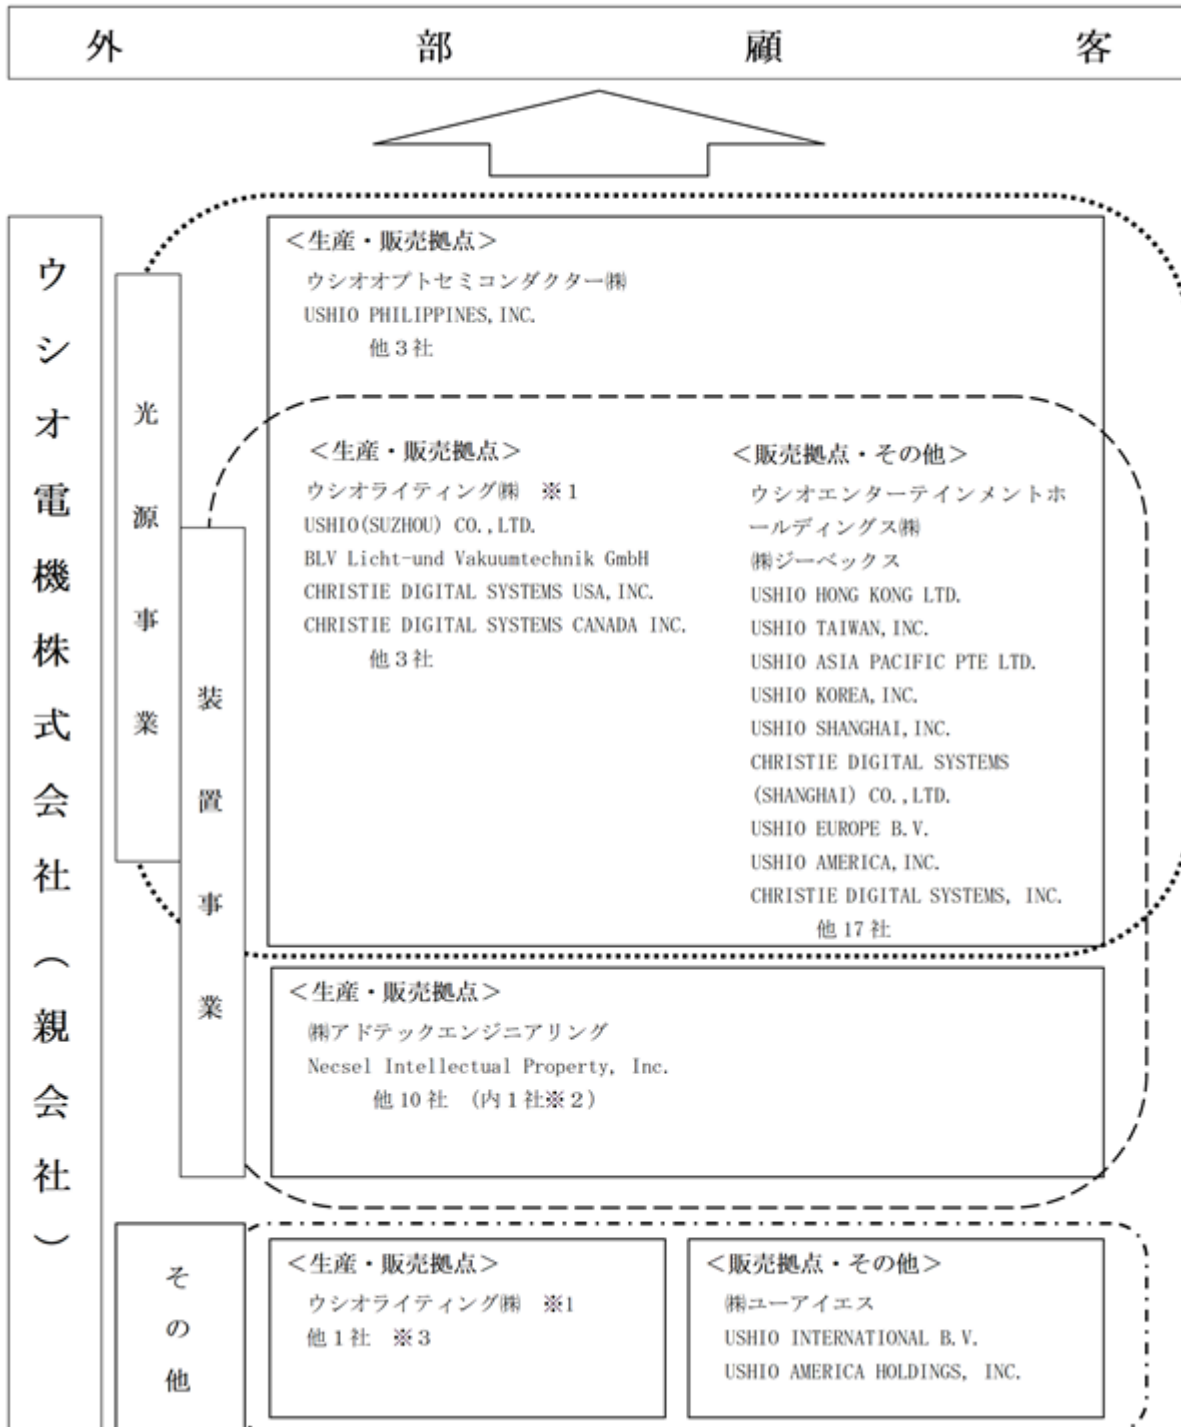 外部顧客
ウシオ電機株式会社（親会社）
光源事業
装置事業
その他
＜生産・販売拠点＞
ウシオオプトセミコンダクター㈱
USHIO PHILIPPINES, INC.
他３社
＜生産・販売拠点＞
ウシオライティング㈱　※１
USHIO(SUZHOU) CO.,LTD.
BLV Licht-und Vakuumtechnik GmbH
CHRISTIE DIGITAL SYSTEMS USA, INC.
CHRISTIE DIGITAL SYSTEMS CANADA INC.
他３社
＜販売拠点・その他＞
ウシオエンターテインメントホ
ールディングス㈱
㈱ジーベックス
USHIO HONG KONG LTD.
USHIO TAIWAN, INC.
USHIO ASIA PACIFIC PTE LTD.
USHIO KOREA, INC.
USHIO SHANGHAI, INC.
CHRISTIE DIGITAL SYSTEMS
(SHANGHAI) CO.,LTD.
USHIO EUROPE B.V.
USHIO AMERICA, INC.
CHRISTIE DIGITAL SYSTEMS, INC.
他 17 社
＜生産・販売拠点＞
㈱アドテックエンジニアリング
Necsel Intellectual Property, Inc.
他 10 社　（内１社※２）
＜生産・販売拠点＞
ウシオライティング㈱　※1
他１社　※３
＜販売拠点・その他＞
㈱ユーアイエス
USHIO INTERNATIONAL B.V.
USHIO AMERICA HOLDINGS, INC.